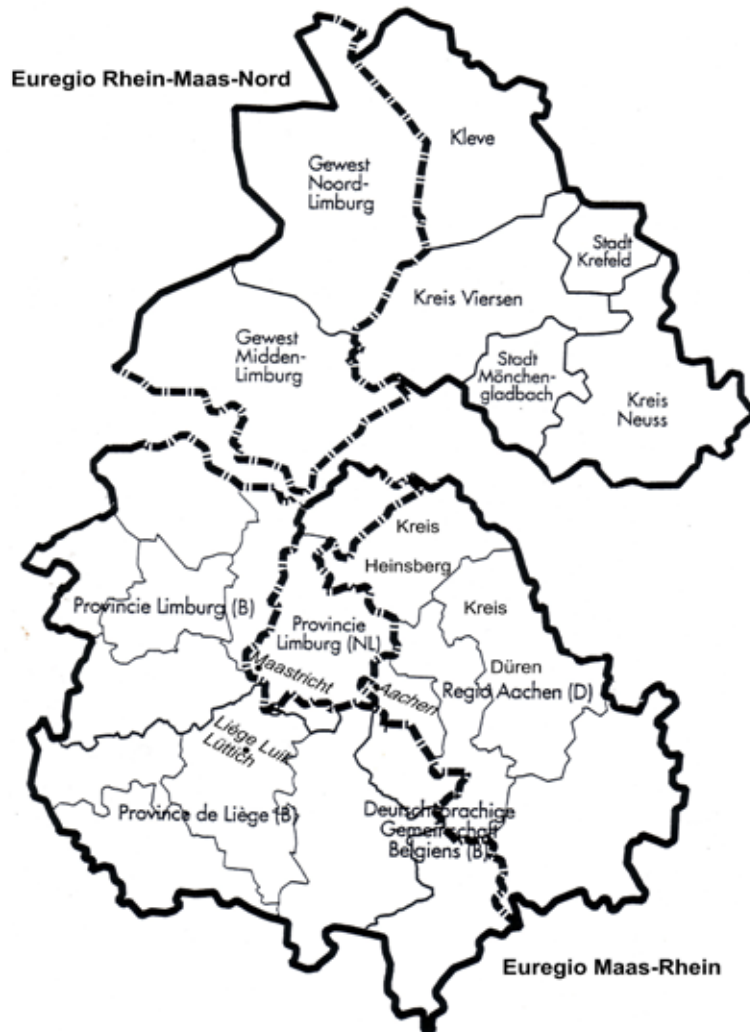 Euregio Rhein-Maas-Nord
Kleve
Gewest
Noord-
Limburg
Stadt
Krefeld
Kreis Viersen
Gewest
Midden-
Limburg
Stadt
Mönchen-
gladbach
Kreis
Neuss
Kreis
Heinsberg
Provincie Limburg (B)
Provincie
Limburg (NL)
Kreis
Düren
Maastricht
Aachen
Regio Aachen (D)
Liége Luik
Lüttich
Province de Liège (B)
Deutschsprachige
Gemeinschaft
Belgiens (B)
Euregio Maas-Rhein